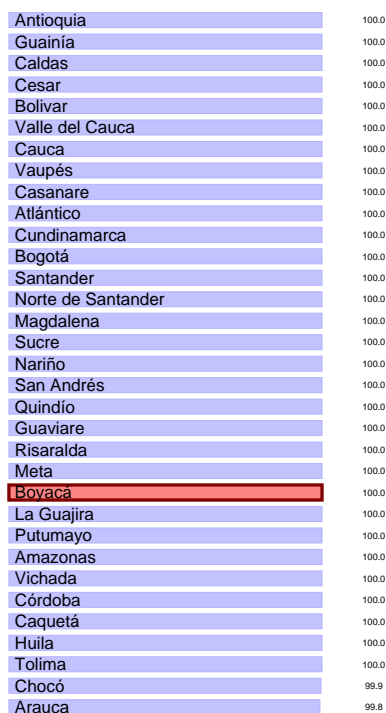 Antioquia 100.0
Guainía 100.0
Caldas 100.0
Cesar 100.0
Bolivar 100.0
Valle del Cauca 100.0
Cauca 100.0
Vaupés 100.0
Casanare 100.0
Atlántico 100.0
Cundinamarca 100.0
Bogotá 100.0
Santander 100.0
Norte de Santander 100.0
Magdalena 100.0
Sucre 100.0
Nariño 100.0
San Andrés 100.0
Quindío 100.0
Guaviare 100.0
Risaralda 100.0
Meta 100.0
Boyacá 100.0
La Guajira 100.0
Putumayo 100.0
Amazonas 100.0
Vichada 100.0
Córdoba 100.0
Caquetá 100.0
Huila 100.0
Tolima 100.0
Chocó 99.9
Arauca 99.8